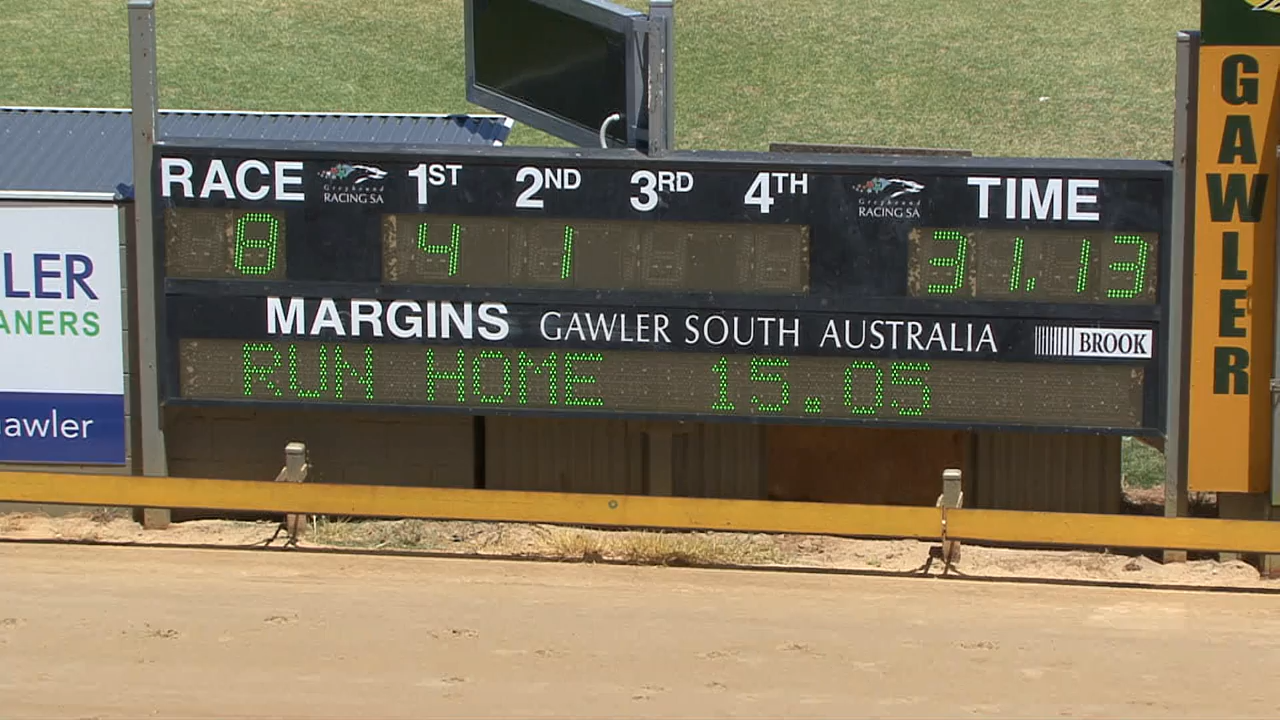 RACE 1ST 2ND 3RD 4TH TIME
Greyhound RACING SA
Greyhound RACING SA
8 4 1 31.13
MARGINS GAWLER SOUTH AUSTRALIA BROOK
RUN HOME 15.05
LER
ANERS
awler
GAWLER